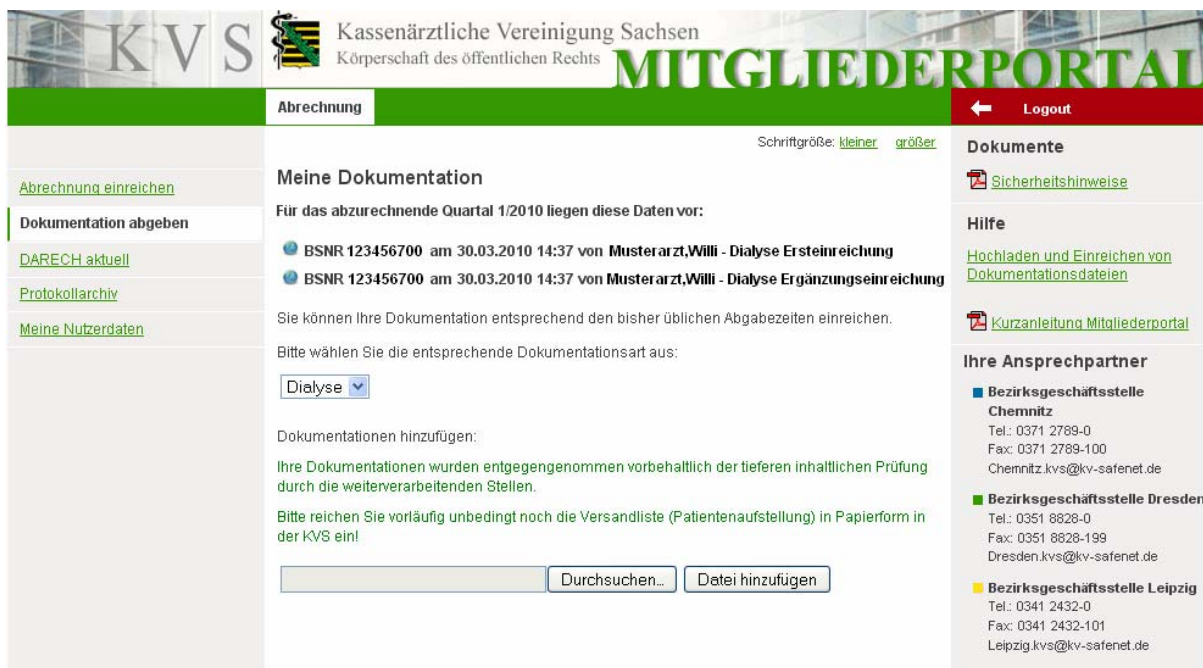 KVS
Kassenärztliche Vereinigung Sachsen
Körperschaft des öffentlichen Rechts
MITGLIEDERPORTAL
Abrechnung
Logout
Schriftgröße: kleiner größer
Abrechnung einreichen
Dokumentation abgeben
DARECH aktuell
Protokollarchiv
Meine Nutzerdaten
Meine Dokumentation
Für das abzurechnende Quartal 1/2010 liegen diese Daten vor:
BSNR 123456700 am 30.03.2010 14:37 von Musterarzt,Willi - Dialyse Ersteinreichung
BSNR 123456700 am 30.03.2010 14:37 von Musterarzt,Willi - Dialyse Ergänzungseinreichung
Sie können Ihre Dokumentation entsprechend den bisher üblichen Abgabezeiten einreichen.
Bitte wählen Sie die entsprechende Dokumentationsart aus:
Dialyse
Dokumentationen hinzufügen:
Ihre Dokumentationen wurden entgegengenommen vorbehaltlich der tieferen inhaltlichen Prüfung
durch die weiterverarbeitenden Stellen.
Bitte reichen Sie vorläufig unbedingt noch die Versandliste (Patientenaufstellung) in Papierform in
der KVS ein!
Durchsuchen... Datei hinzufügen
Dokumente
Sicherheitshinweise
Hilfe
Hochladen und Einreichen von
Dokumentationsdateien
Kurzanleitung Mitgliederportal
Ihre Ansprechpartner
Bezirksgeschäftsstelle
Chemnitz
Tel.: 0371 2789-0
Fax: 0371 2789-100
Chemnitz.kvs@kv-safenet.de
Bezirksgeschäftsstelle Dresden
Tel.: 0351 8828-0
Fax: 0351 8828-199
Dresden.kvs@kv-safenet.de
Bezirksgeschäftsstelle Leipzig
Tel.: 0341 2432-0
Fax: 0341 2432-101
Leipzig.kvs@kv-safenet.de